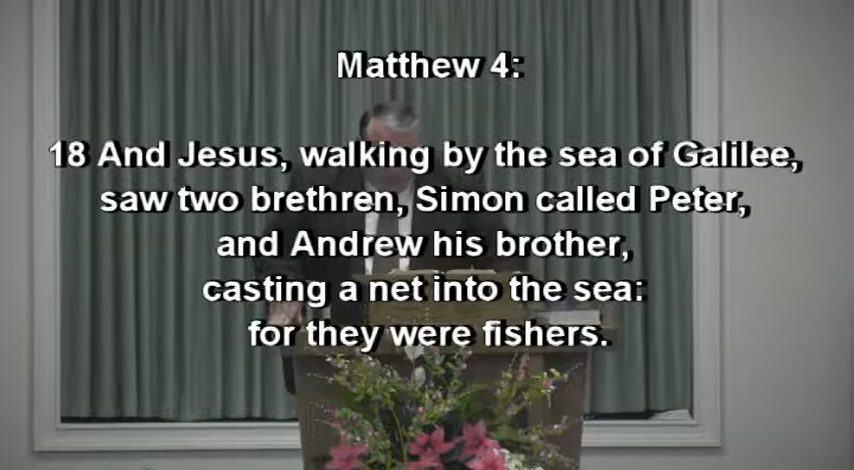 Matthew 4:
18 And Jesus, walking by the sea of Galilee,
saw two brethren, Simon called Peter,
and Andrew his brother,
casting a net into the sea:
for they were fishers.